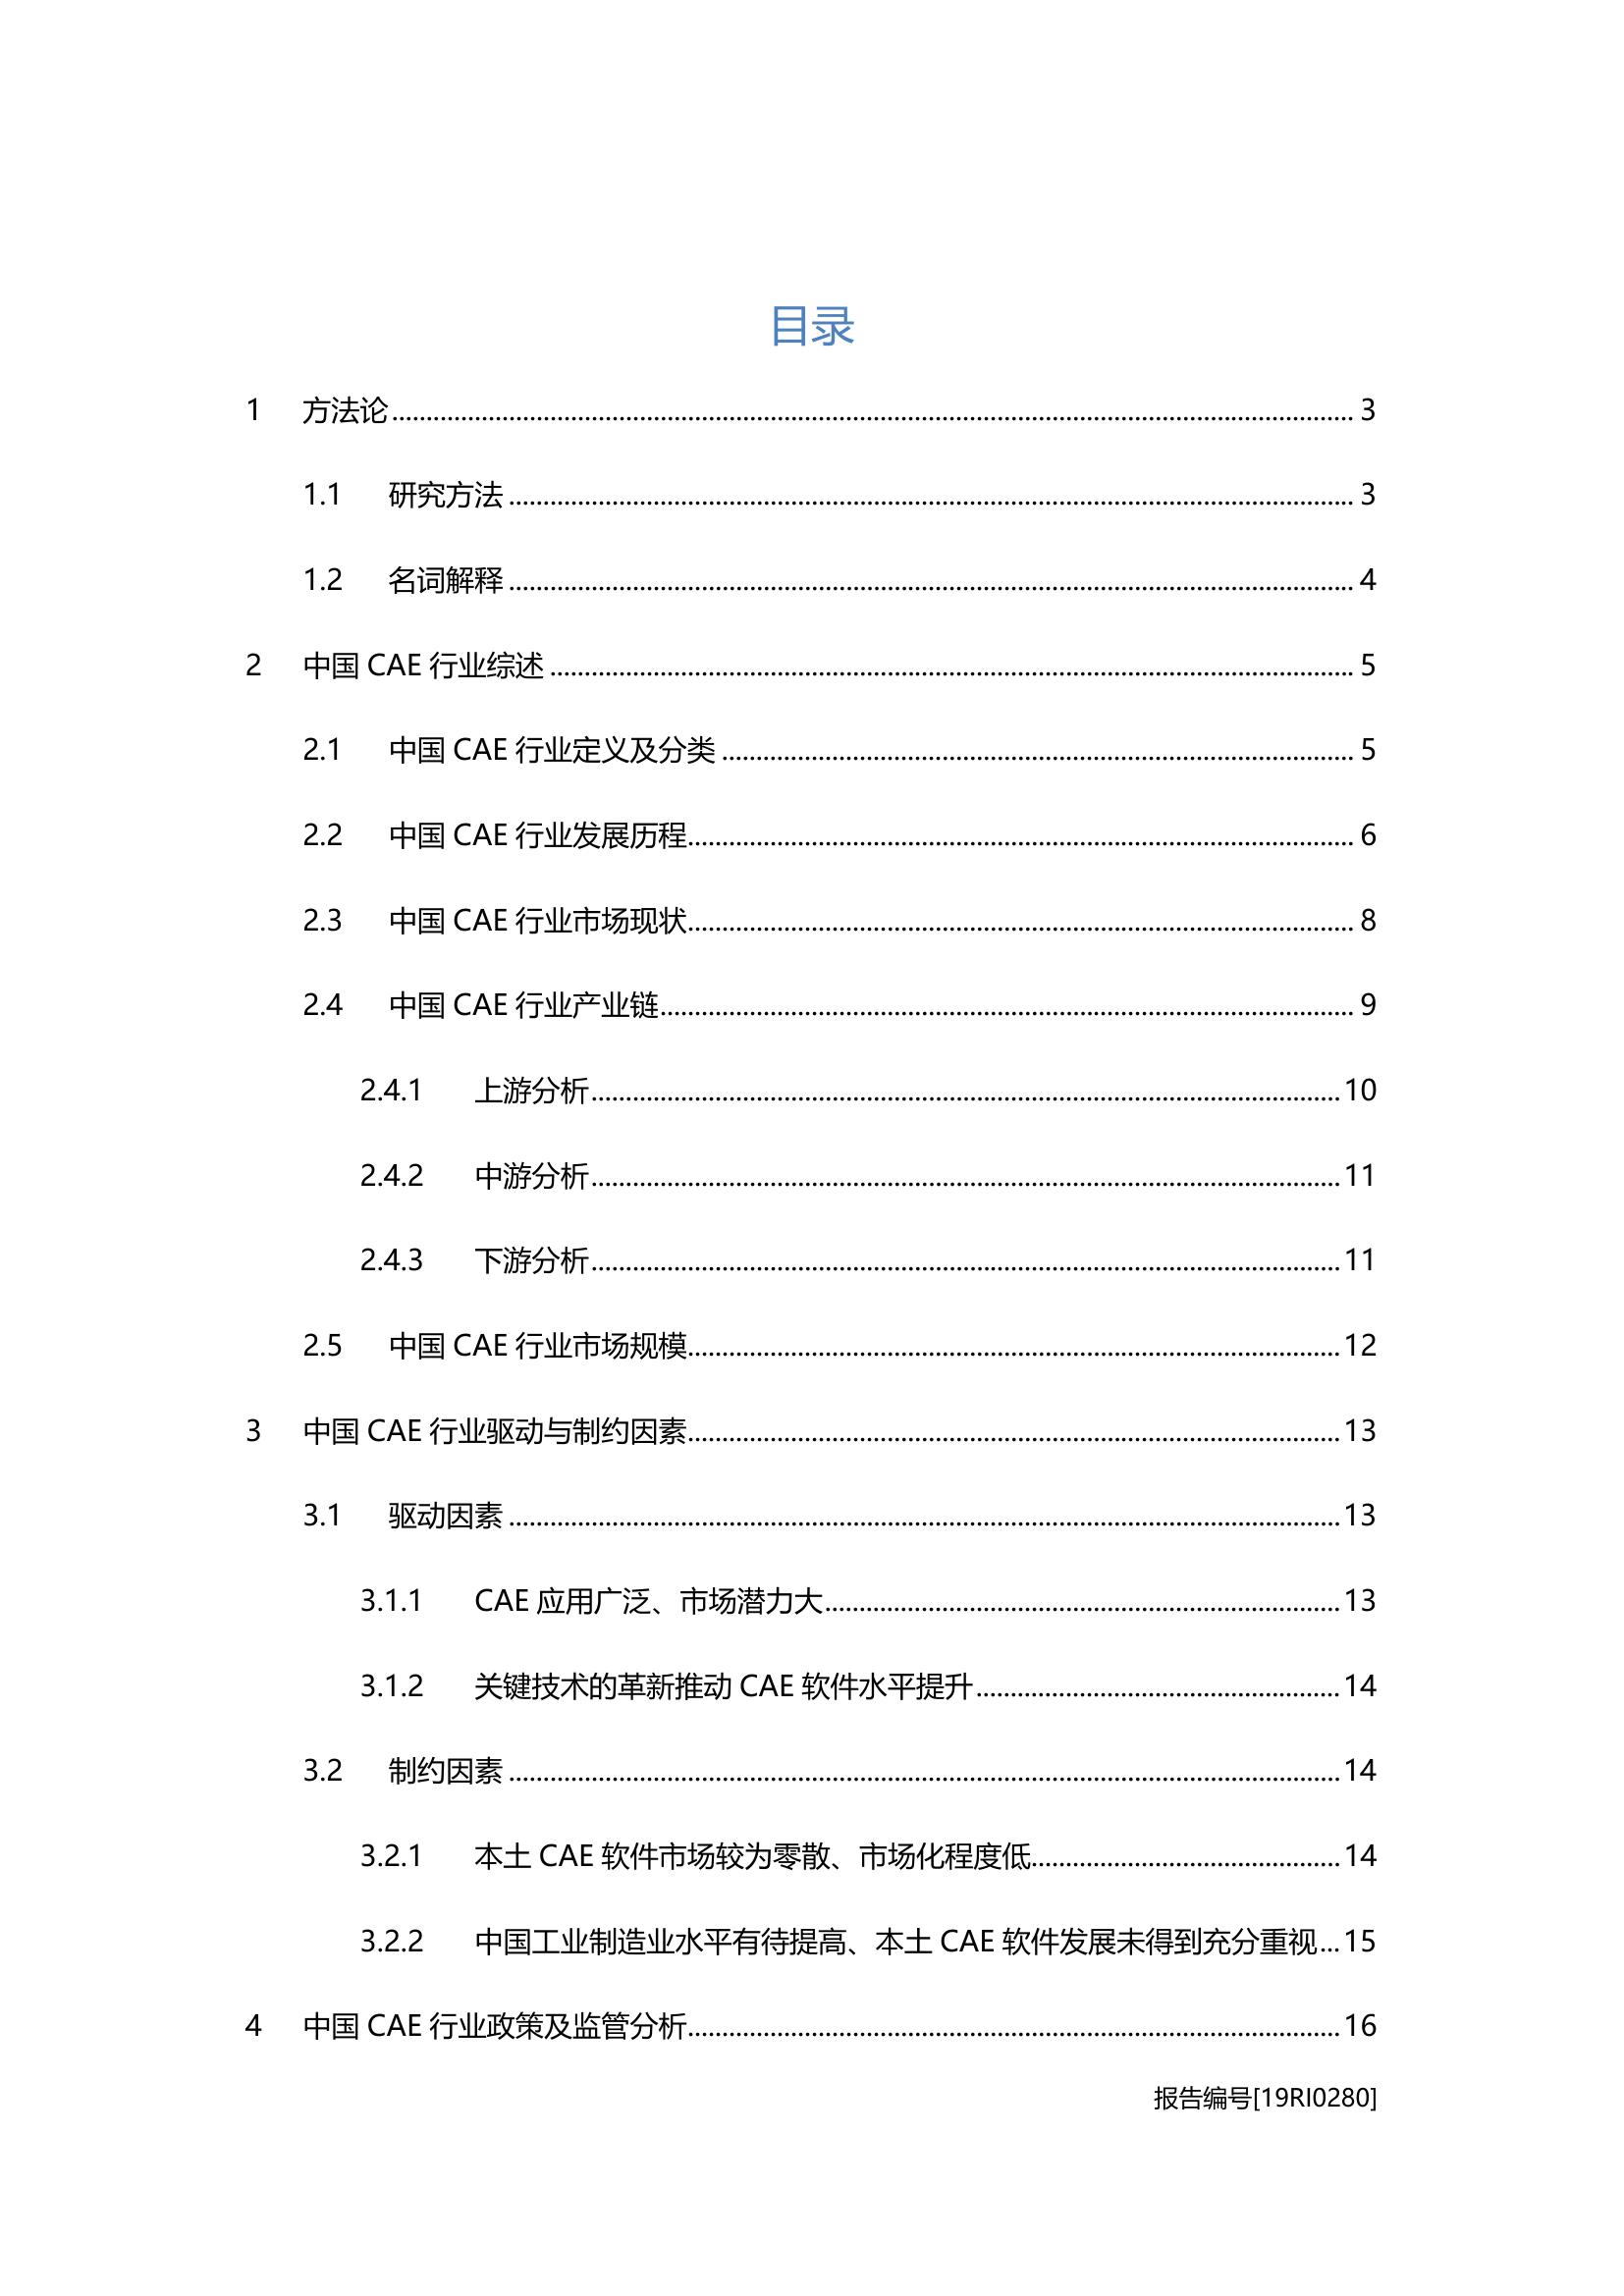 目录
1 方法论 3
1.1 研究方法 3
1.2 名词解释 4
2 中国 CAE 行业综述 5
2.1 中国 CAE 行业定义及分类 5
2.2 中国 CAE 行业发展历程 6
2.3 中国 CAE 行业市场现状 8
2.4 中国 CAE 行业产业链 9
2.4.1 上游分析 10
2.4.2 中游分析 11
2.4.3 下游分析 11
2.5 中国 CAE 行业市场规模 12
3 中国 CAE 行业驱动与制约因素 13
3.1 驱动因素 13
3.1.1 CAE 应用广泛、市场潜力大 13
3.1.2 关键技术的革新推动 CAE 软件水平提升 14
3.2 制约因素 14
3.2.1 本土 CAE 软件市场较为零散、市场化程度低 14
3.2.2 中国工业制造业水平有待提高、本土 CAE 软件发展未得到充分重视 15
4 中国 CAE 行业政策及监管分析 16
报告编号[19RI0280]